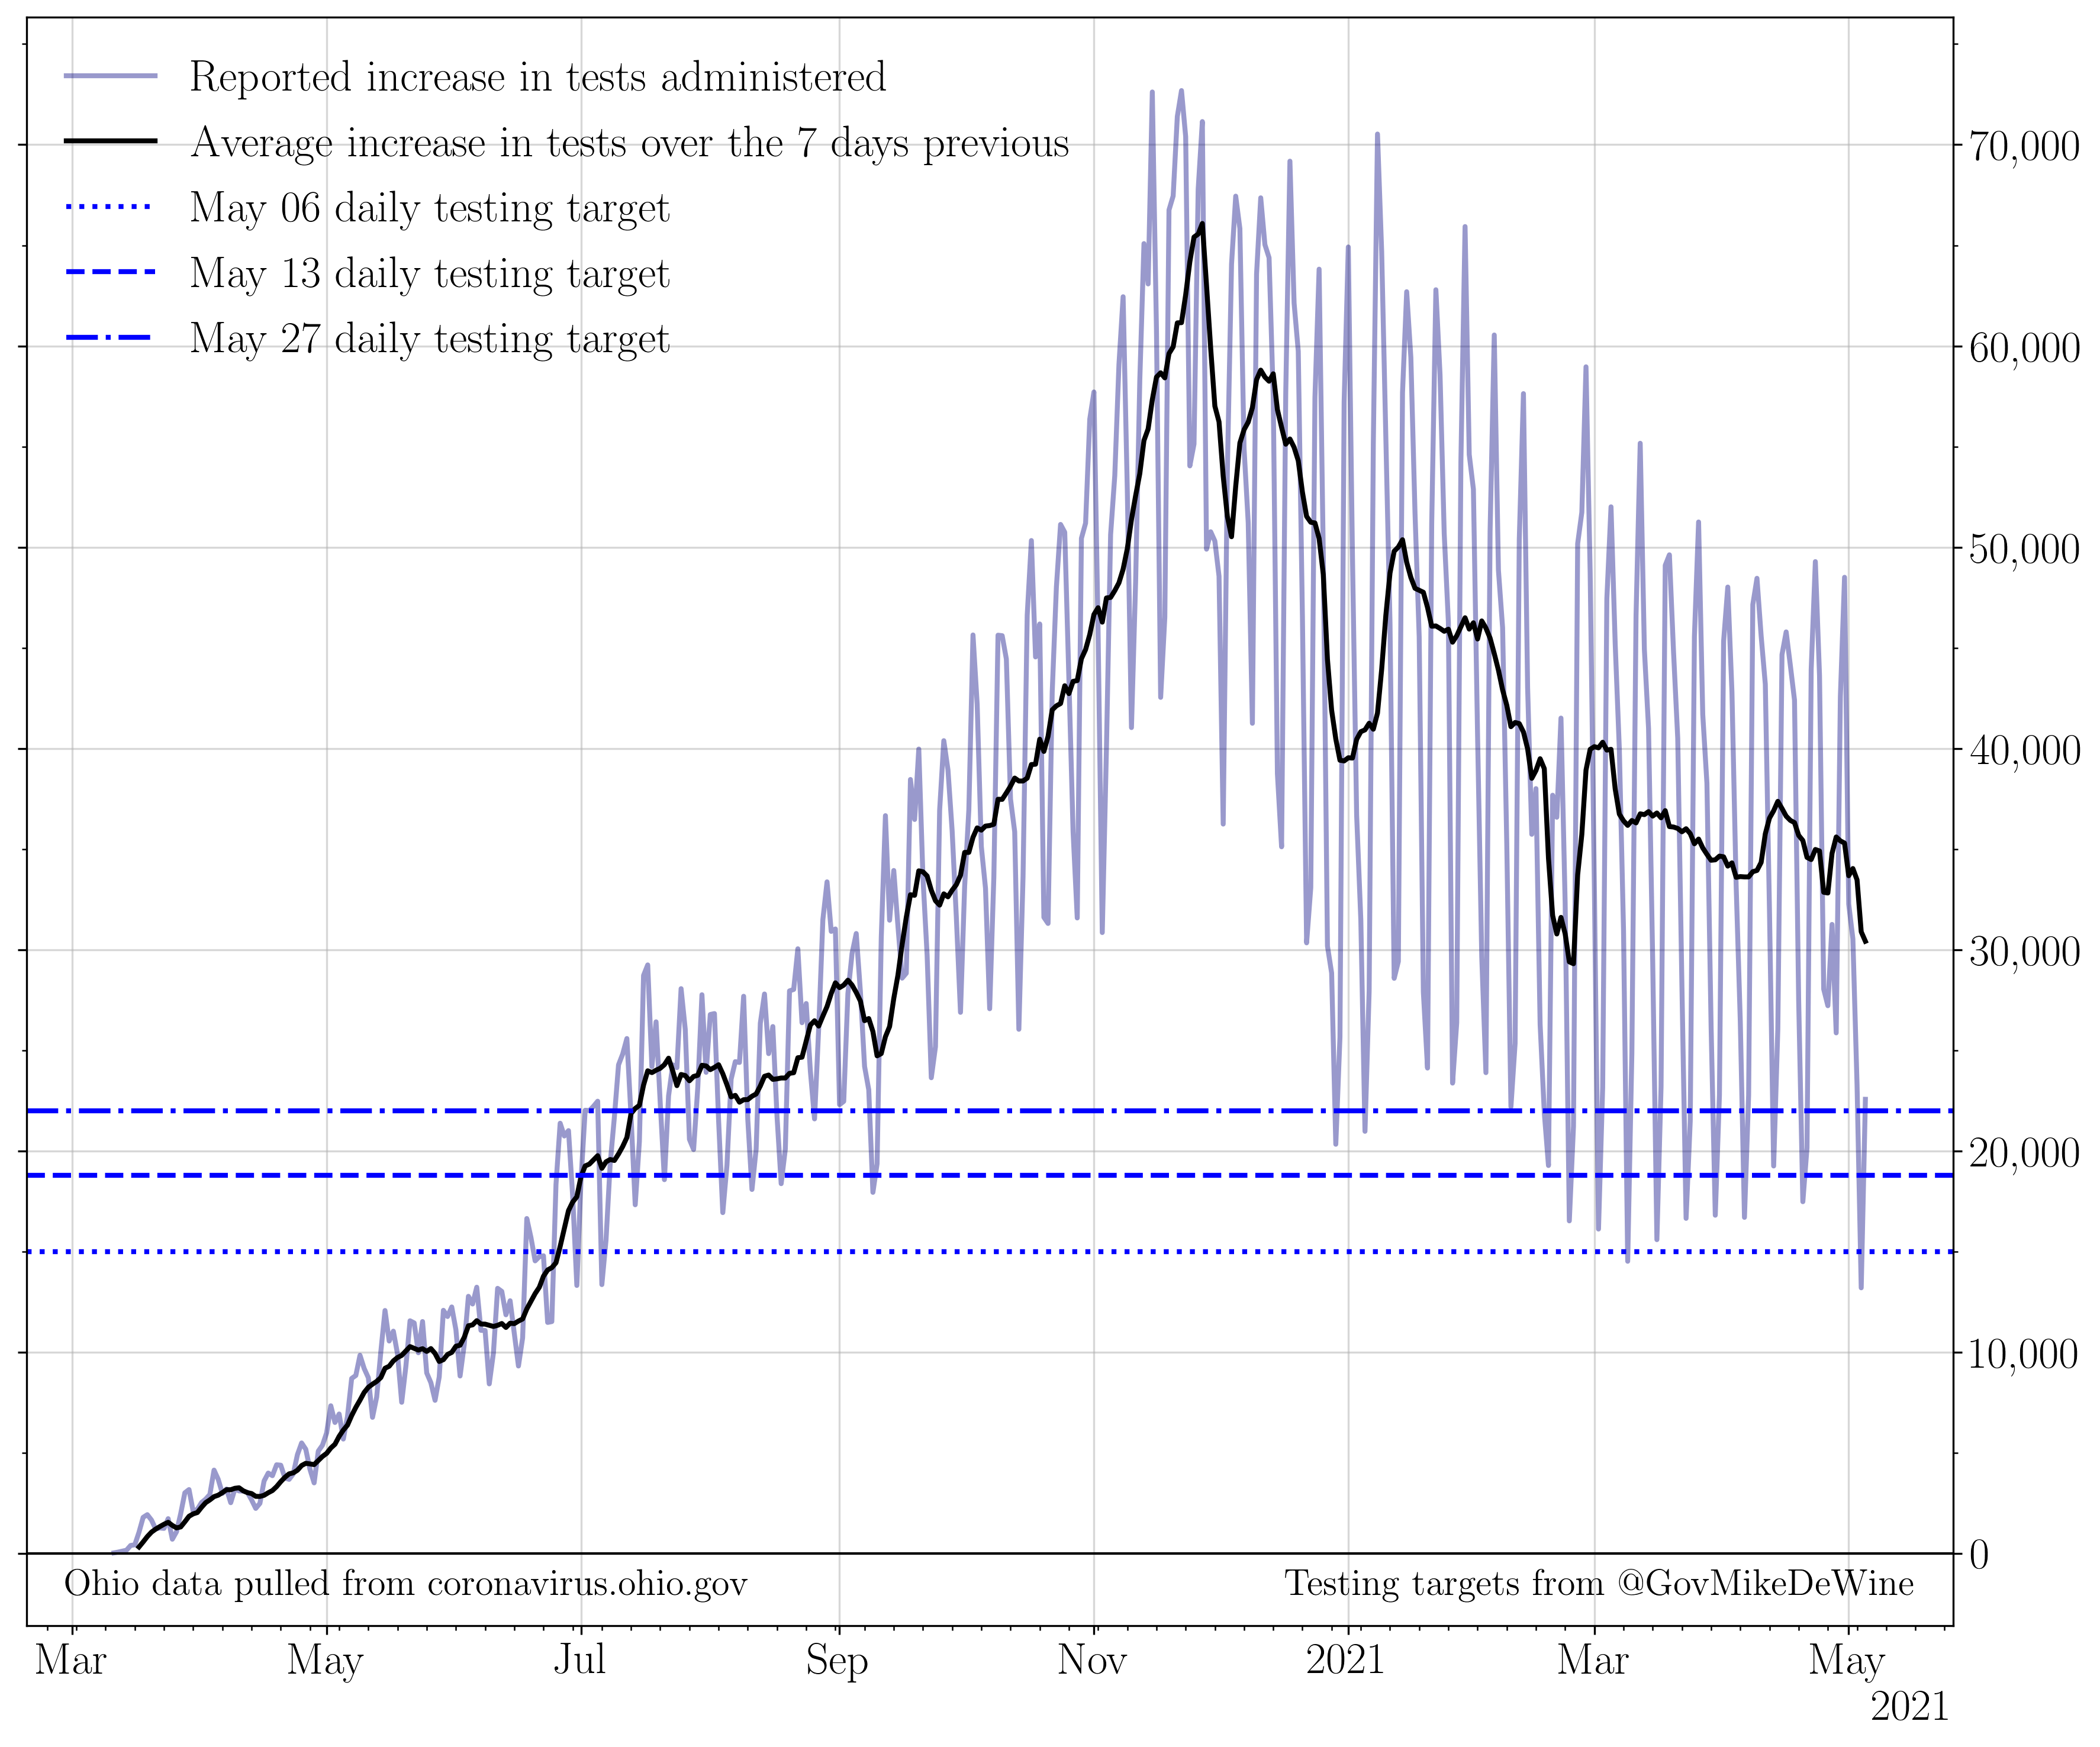 Reported increase in tests administered
Average increase in tests over the 7 days previous
May 06 daily testing target
May 13 daily testing target
May 27 daily testing target
70,000
60,000
50,000
40,000
30,000
20,000
10,000
0
Ohio data pulled from coronavirus.ohio.gov
Testing targets from @GovMikeDeWine
Mar May Jul Sep Nov 2021 Mar May
2021